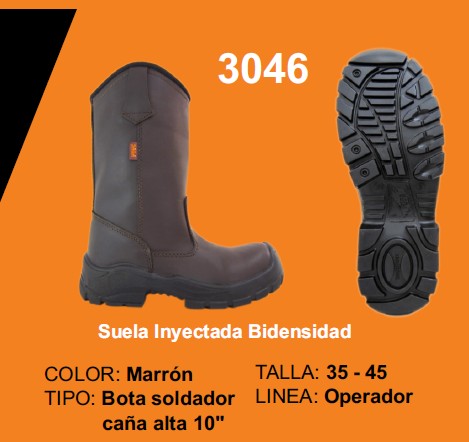 3046
Suela Inyectada Bidensidad
COLOR: Marrón
TIPO: Bota soldador
caña alta 10"
TALLA: 35 - 45
LINEA: Operador